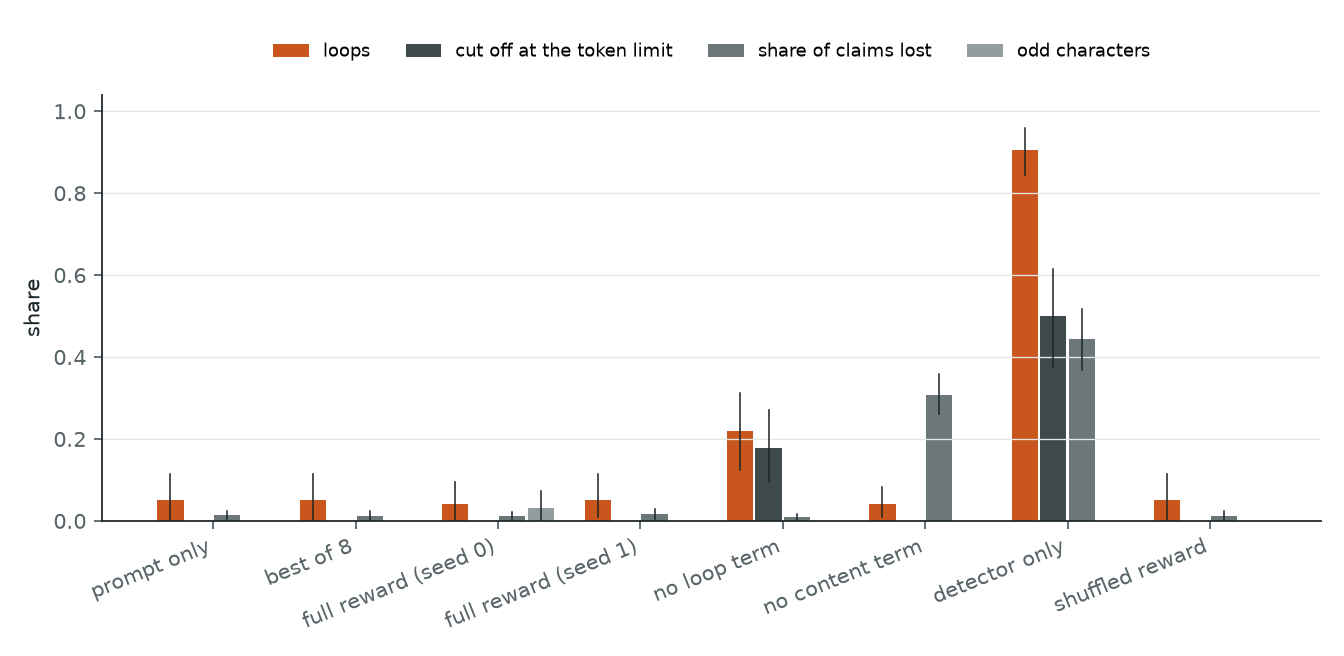 loops
cut off at the token limit
share of claims lost
odd characters
share
1.0
0.8
0.6
0.4
0.2
0.0
prompt only
best of 8
full reward (seed 0)
full reward (seed 1)
no loop term
no content term
detector only
shuffled reward